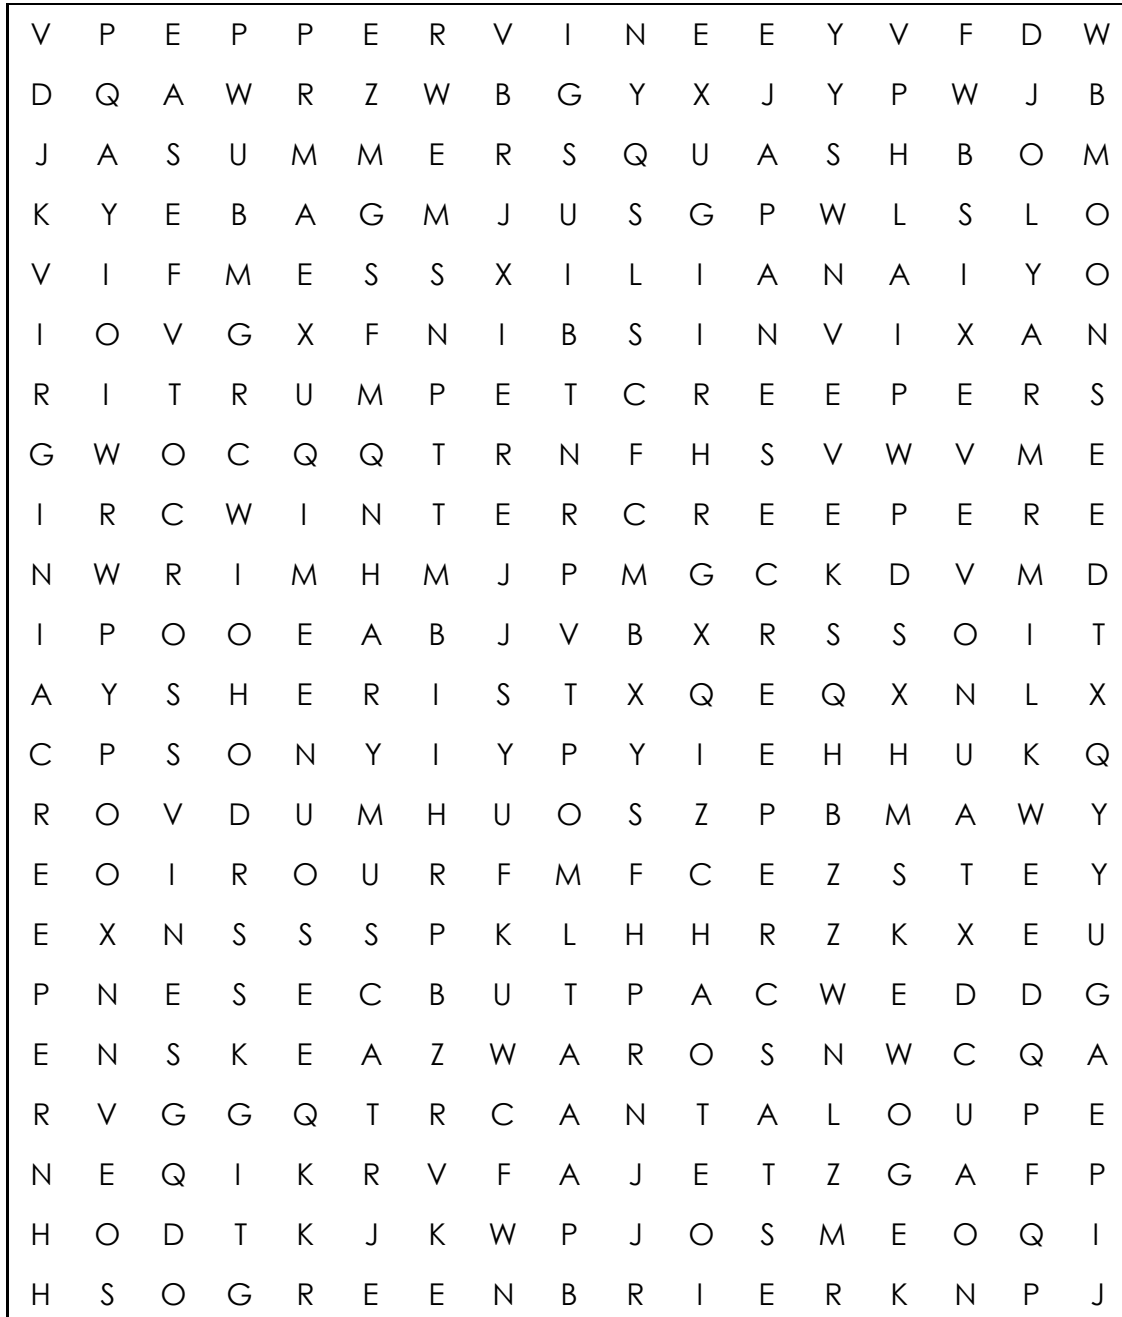 V P E P P E R V I N E E Y V F D W
D Q A W R Z W B G Y X J Y P W J B
J A S U M M E R S Q U A S H B O M
K Y E B A G M J U S G P W L S L O
V I F M E S S X I L I A N A I Y O
I O V G X F N I B S I N V I X A N
R I T R U M P E T C R E E P E R S
G W O C Q Q T R N F H S V W V M E
I R C W I N T E R C R E E P E R E
N W R I M H M J P M G C K D V M D
I P O O E A B J V B X R S S O I T
A Y S H E R I S T X Q E Q X N L X
C P S O N Y I Y P Y I E H H U K Q
R O V D U M H U O S Z P B M A W Y
E O I R O U R F M F C E Z S T E Y
E X N S S S P K L H H R Z K X E U
P N E S E C B U T P A C W E D D G
E N S K E A Z W A R O S N W C Q A
R V G G Q T R C A N T A L O U P E
N E Q I K R V F A J E T Z G A F P
H O D T K J K W P J O S M E O Q I
H S O G R E E N B R I E R K N P J